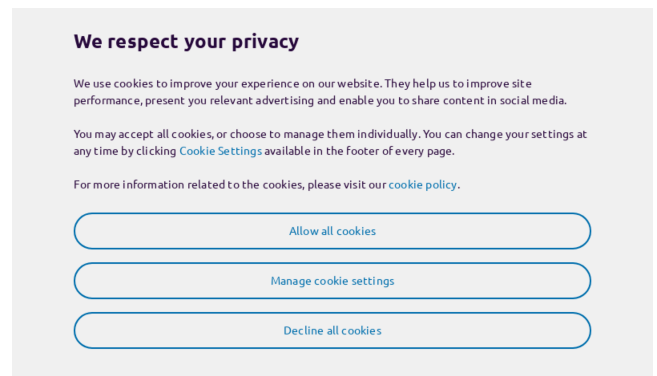 We respect your privacy
We use cookies to improve your experience on our website. They help us to improve site
performance, present you relevant advertising and enable you to share content in social media.
You may accept all cookies, or choose to manage them individually. You can change your settings at
any time by clicking Cookie Settings available in the footer of every page.
For more information related to the cookies, please visit our cookie policy.
Allow all cookies
Manage cookie settings
Decline all cookies